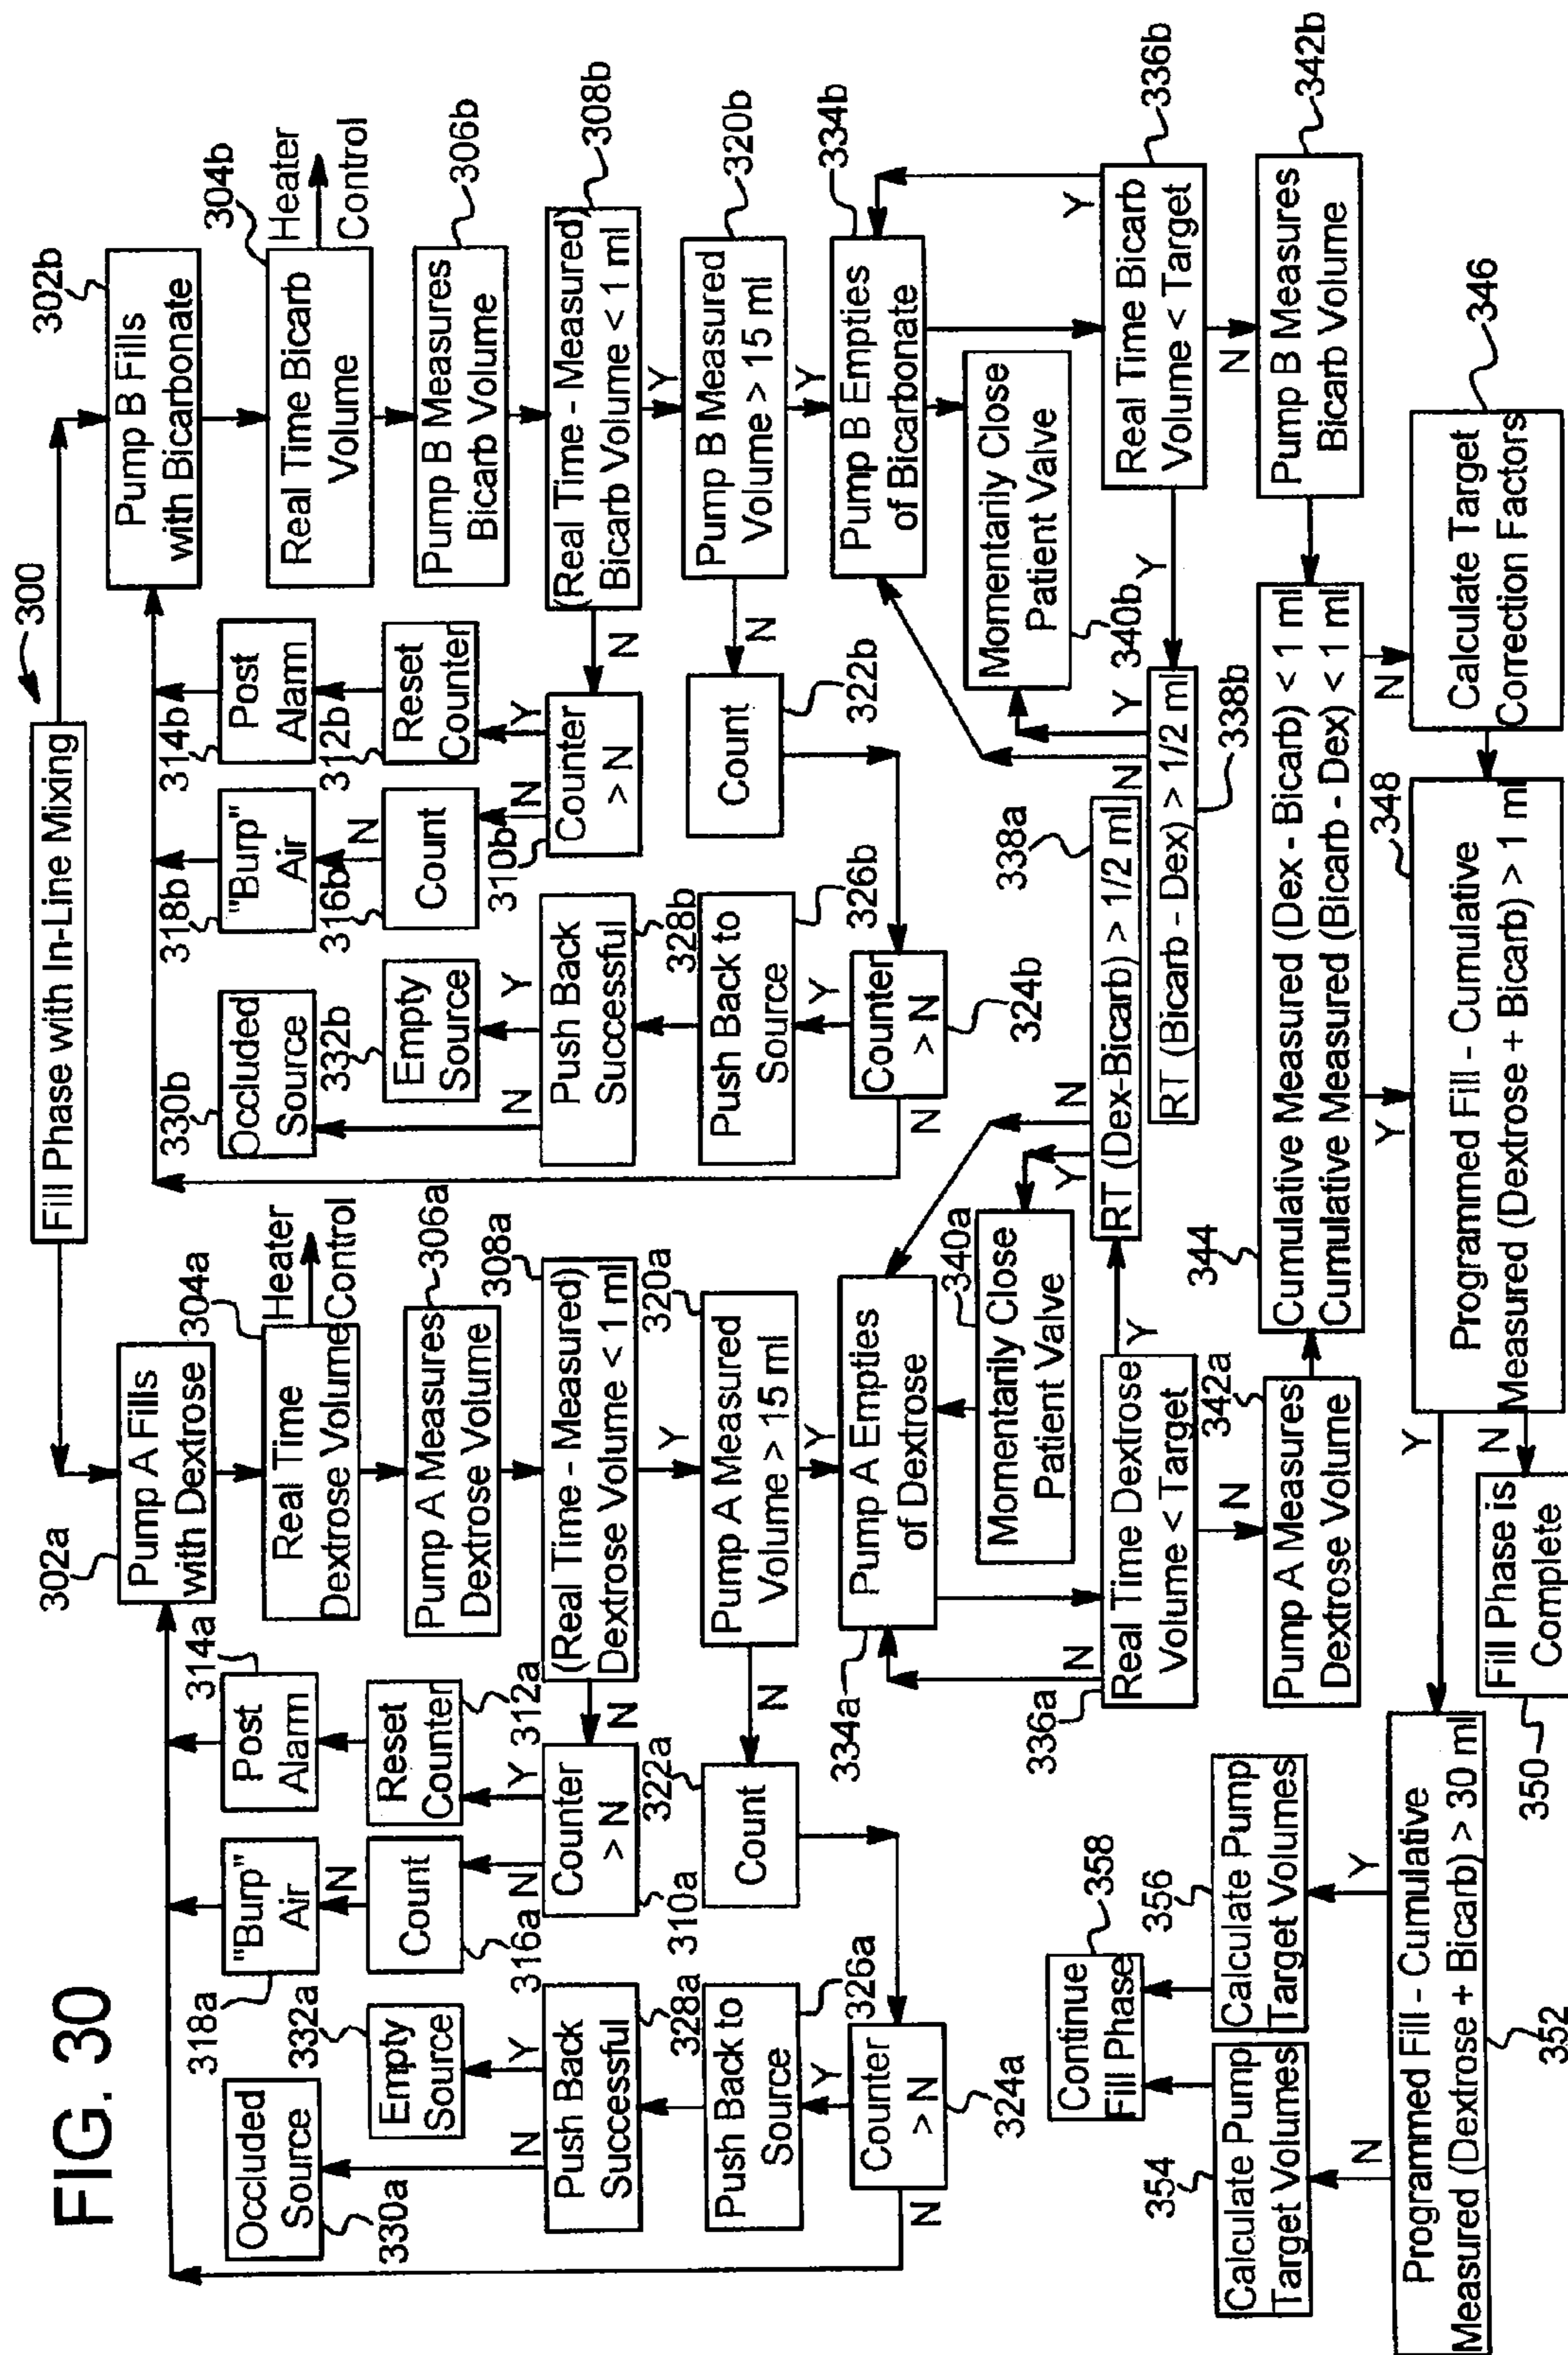 FIG. 30
300
Fill Phase with In-Line Mixing
302a
Pump A Fills
with Dextrose
304a
Real Time
Dextrose Volume
Heater
Control
306a
Pump A Measures
Dextrose Volume
308a
(Real Time - Measured)
Dextrose Volume < 1 ml
N
Y
310a
Counter
> N
Y
N
312a
Reset
Counter
314a
Post
Alarm
316a
Count
N
318a
"Burp"
Air
320a
Pump A Measured
Volume > 15 ml
N
Y
322a
Count
324a
Counter
> N
N
Y
326a
Push Back to
Source
328a
Push Back
Successful
N
Y
330a
Occluded
Source
332a
Empty
Source
334a
Pump A Empties
of Dextrose
336a
Real Time Dextrose
Volume < Target
N
Y
N
338a
RT (Dex-Bicarb) > 1/2 ml
Y
N
340a
Momentarily Close
Patient Valve
342a
Pump A Measures
Dextrose Volume
302b
Pump B Fills
with Bicarbonate
304b
Real Time Bicarb
Volume
Heater
Control
306b
Pump B Measures
Bicarb Volume
308b
(Real Time - Measured)
Bicarb Volume < 1 ml
N
Y
310b
Counter
> N
Y
N
312b
Reset
Counter
314b
Post
Alarm
316b
Count
N
318b
"Burp"
Air
320b
Pump B Measured
Volume > 15 ml
N
Y
322b
Count
324b
Counter
> N
N
Y
326b
Push Back to
Source
328b
Push Back
Successful
N
Y
330b
Occluded
Source
332b
Empty
Source
334b
Pump B Empties
of Bicarbonate
336b
Real Time Bicarb
Volume < Target
Y
Y
N
338b
RT (Bicarb - Dex) > 1/2 ml
N
Y
340b
Momentarily Close
Patient Valve
342b
Pump B Measures
Bicarb Volume
344
Cumulative Measured (Dex - Bicarb) < 1 ml
Cumulative Measured (Bicarb - Dex) < 1 ml
Y
N
346
Calculate Target
Correction Factors
348
Programmed Fill - Cumulative
Measured (Dextrose + Bicarb) > 1 ml
Y
N
350
Fill Phase is
Complete
352
Programmed Fill - Cumulative
Measured (Dextrose + Bicarb) > 30 ml
N
Y
354
Calculate Pump
Target Volumes
356
Calculate Pump
Target Volumes
358
Continue
Fill Phase